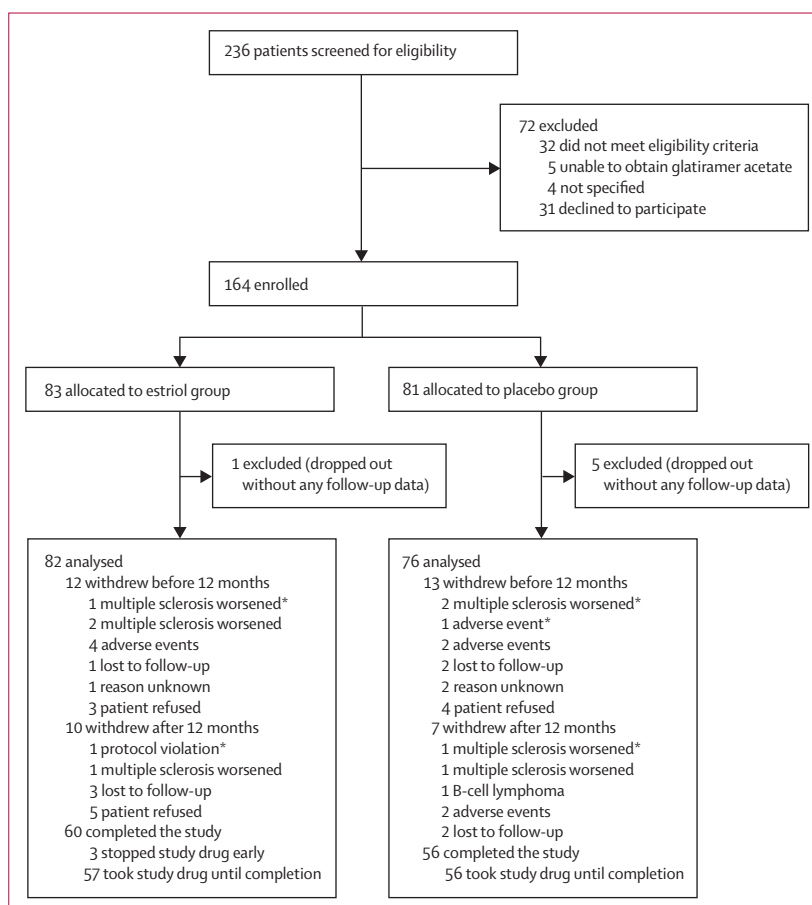 236 patients screened for eligibility
72 excluded
32 did not meet eligibility criteria
5 unable to obtain glatiramer acetate
4 not specified
31 declined to participate
164 enrolled
83 allocated to estriol group
81 allocated to placebo group
1 excluded (dropped out
without any follow-up data)
5 excluded (dropped out
without any follow-up data)
82 analysed
12 withdrew before 12 months
1 multiple sclerosis worsened*
2 multiple sclerosis worsened
4 adverse events
1 lost to follow-up
1 reason unknown
3 patient refused
10 withdrew after 12 months
1 protocol violation*
1 multiple sclerosis worsened
3 lost to follow-up
5 patient refused
60 completed the study
3 stopped study drug early
57 took study drug until completion
76 analysed
13 withdrew before 12 months
2 multiple sclerosis worsened*
1 adverse event*
2 adverse events
2 lost to follow-up
2 reason unknown
4 patient refused
7 withdrew after 12 months
1 multiple sclerosis worsened*
1 multiple sclerosis worsened
1 B-cell lymphoma
2 adverse events
2 lost to follow-up
56 completed the study
56 took study drug until completion